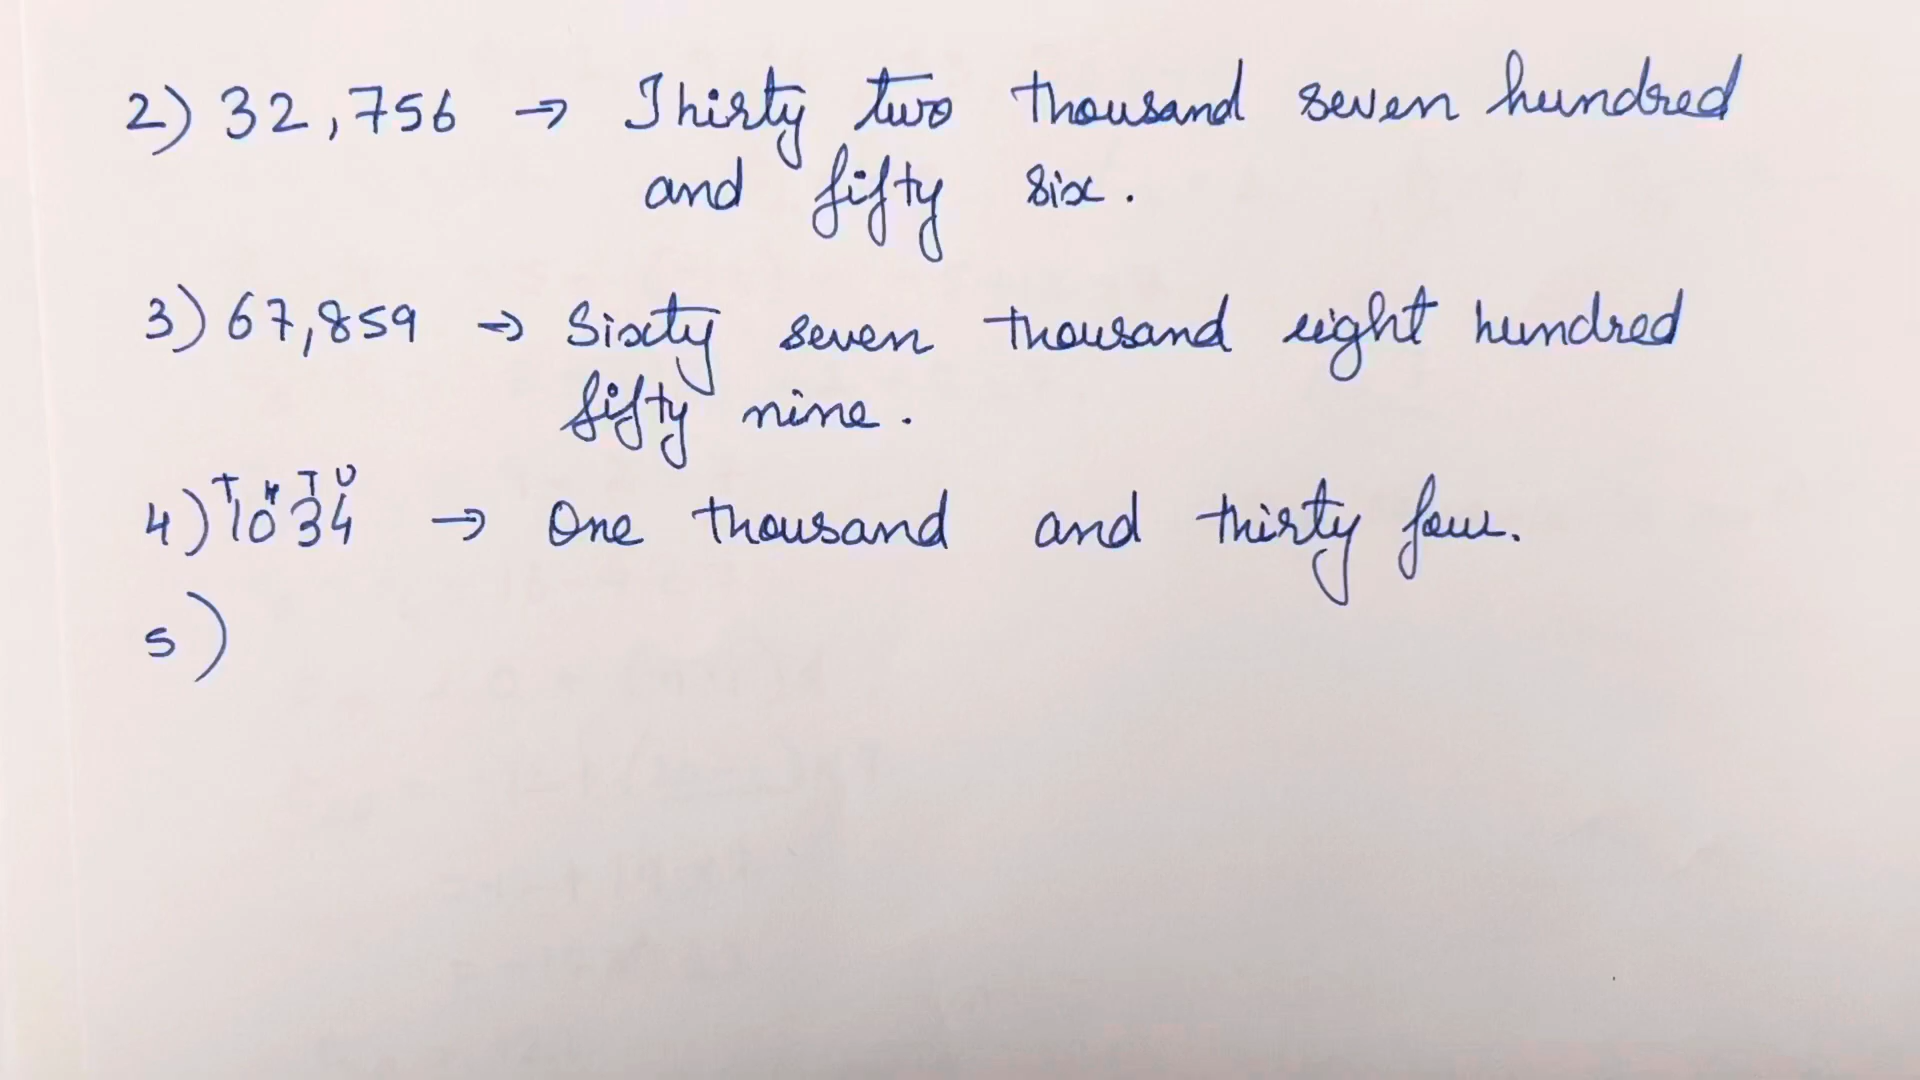 2) 32,756 → Thirty two thousand seven hundred
and fifty six.
3) 67,859 → Sixty seven thousand eight hundred
fifty nine.
T H T U
4) 1034 → One thousand and thirty four.
5)